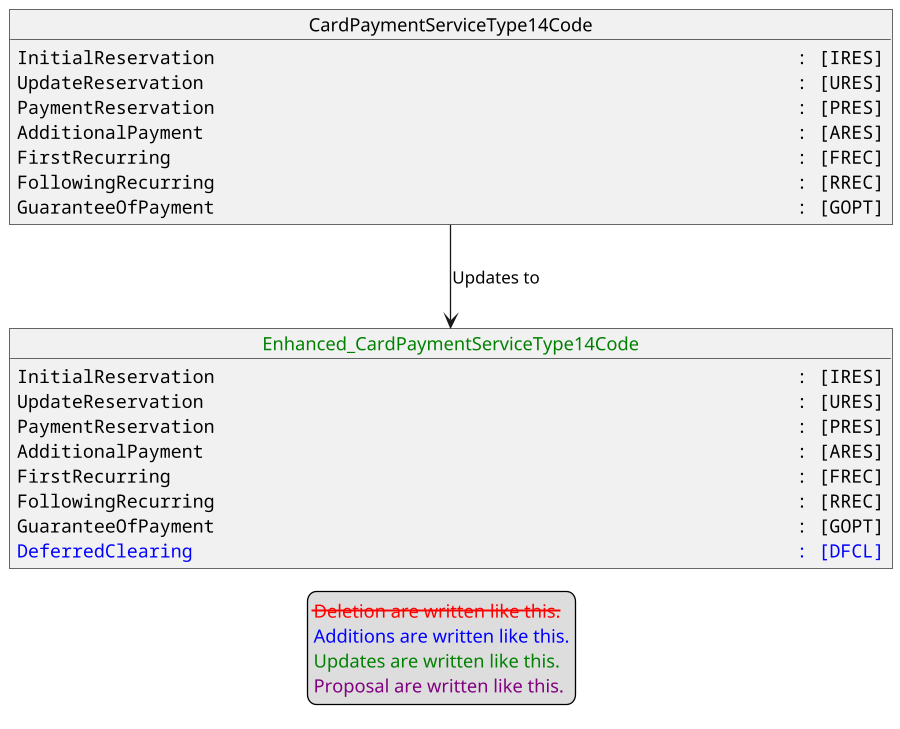 CardPaymentServiceType14Code
InitialReservation : [IRES]
UpdateReservation : [URES]
PaymentReservation : [PRES]
AdditionalPayment : [ARES]
FirstRecurring : [FREC]
FollowingRecurring : [RREC]
GuaranteeOfPayment : [GOPT]
Updates to
Enhanced_CardPaymentServiceType14Code
InitialReservation : [IRES]
UpdateReservation : [URES]
PaymentReservation : [PRES]
AdditionalPayment : [ARES]
FirstRecurring : [FREC]
FollowingRecurring : [RREC]
GuaranteeOfPayment : [GOPT]
DeferredClearing : [DFCL]
Deletion are written like this.
Additions are written like this.
Updates are written like this.
Proposal are written like this.